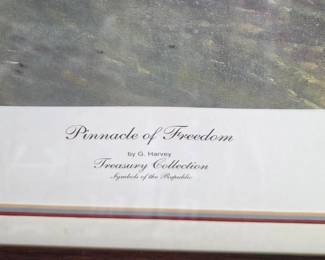 Pinnacle of Freedom
by G. Harvey
Treasury Collection
Symbols of the Republic